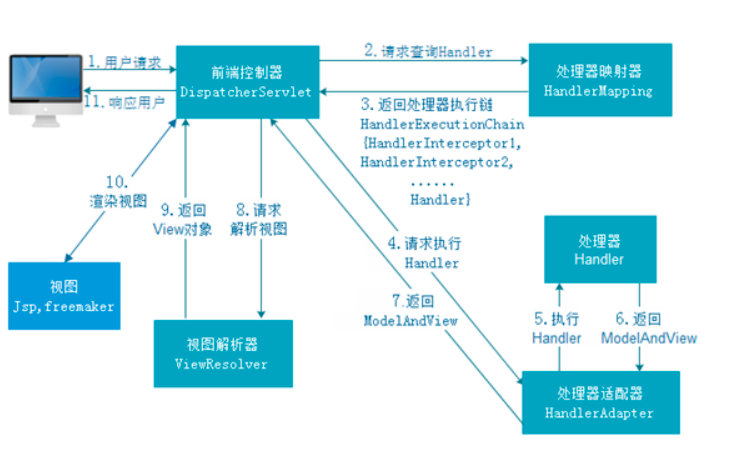 1.用户请求
11.响应用户
前端控制器
DispatcherServlet
2.请求查询Handler
处理器映射器
HandlerMapping
3.返回处理器执行链
HandlerExecutionChain
{HandlerInterceptor1,
HandlerInterceptor2,
......
Handler}
10.
渲染视图
9.返回
View对象
8.请求
解析视图
4.请求执行
Handler
处理器
Handler
视图
Jsp,freemaker
7.返回
ModelAndView
5.执行
Handler
6.返回
ModelAndView
视图解析器
ViewResolver
处理器适配器
HandlerAdapter